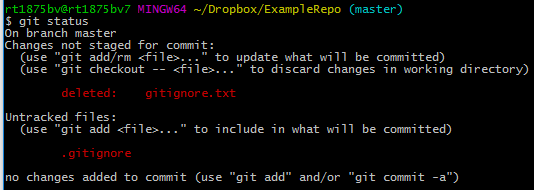 rt1875bv@rt1875bv7 MINGW64 ~/Dropbox/ExampleRepo (master)
$ git status
On branch master
Changes not staged for commit:
  (use "git add/rm <file>..." to update what will be committed)
  (use "git checkout -- <file>..." to discard changes in working directory)
        deleted:    gitignore.txt
Untracked files:
  (use "git add <file>..." to include in what will be committed)
        .gitignore
no changes added to commit (use "git add" and/or "git commit -a")